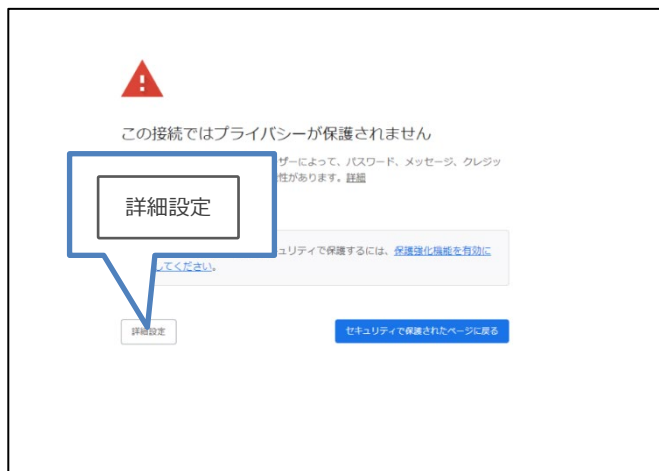 この接続ではプライバシーが保護されません
ザーによって、パスワード、メッセージ、クレジッ
性があります。詳細
詳細設定
ュリティで保護するには、保護強化機能を有効に
してください。
詳細設定
セキュリティで保護されたページに戻る